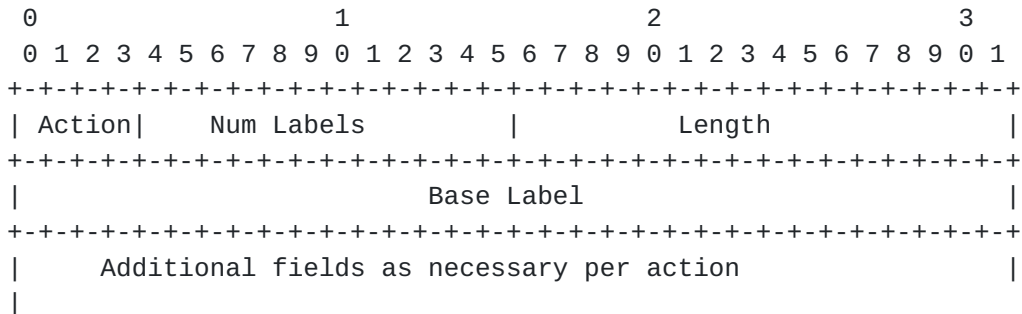 0                   1                   2                   3
 0 1 2 3 4 5 6 7 8 9 0 1 2 3 4 5 6 7 8 9 0 1 2 3 4 5 6 7 8 9 0 1
+-+-+-+-+-+-+-+-+-+-+-+-+-+-+-+-+-+-+-+-+-+-+-+-+-+-+-+-+-+-+-+-+
| Action|    Num Labels         |          Length               |
+-+-+-+-+-+-+-+-+-+-+-+-+-+-+-+-+-+-+-+-+-+-+-+-+-+-+-+-+-+-+-+-+
|                          Base Label                           |
+-+-+-+-+-+-+-+-+-+-+-+-+-+-+-+-+-+-+-+-+-+-+-+-+-+-+-+-+-+-+-+-+
|     Additional fields as necessary per action                 |
|